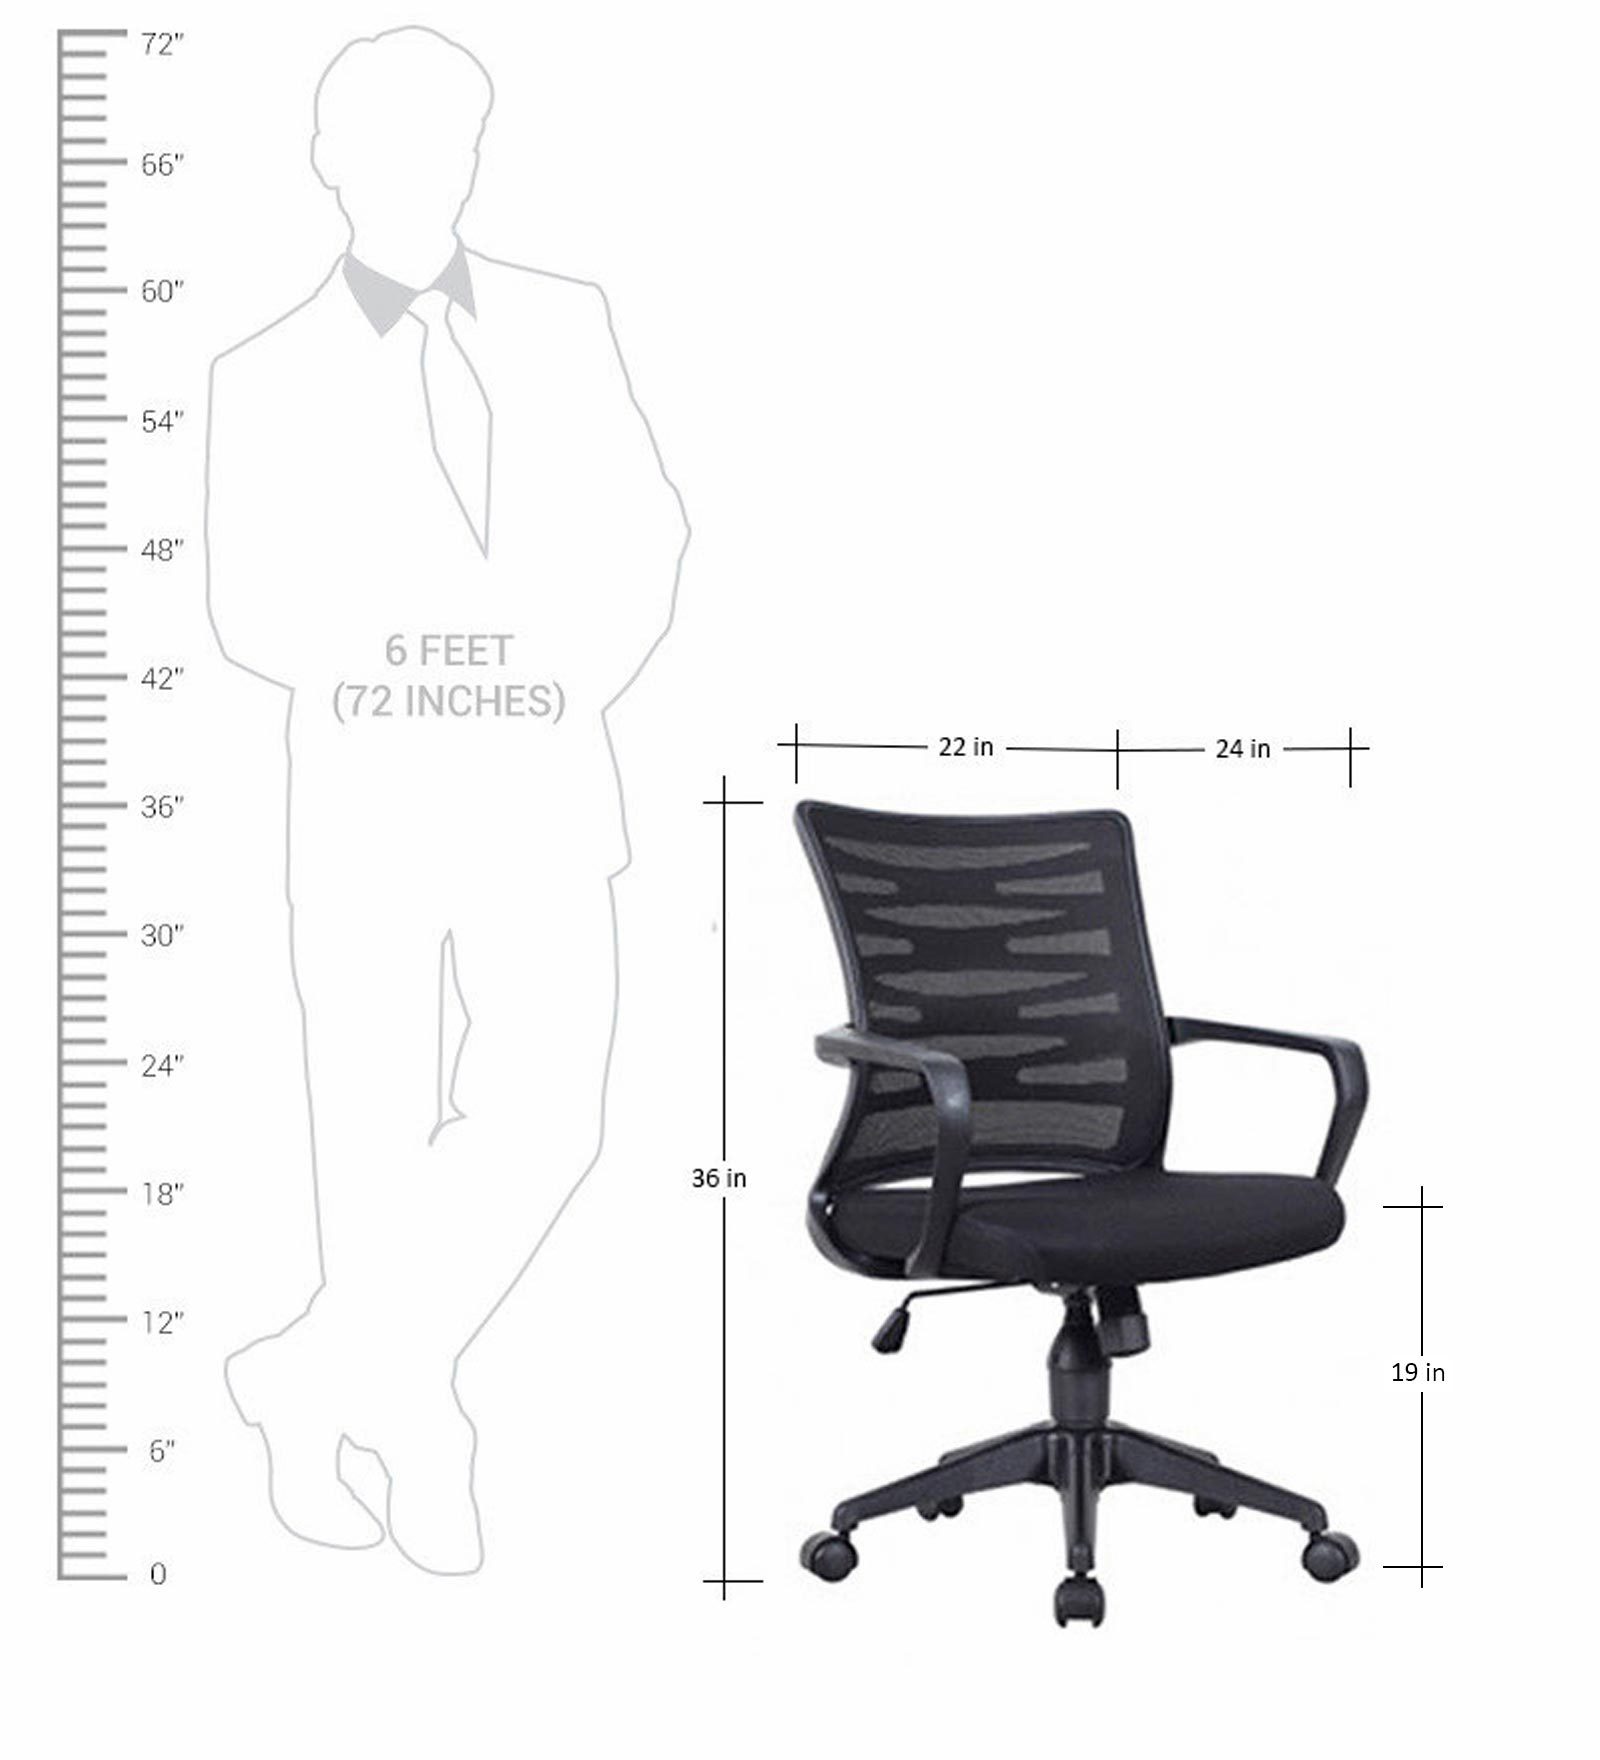 72"
66"
60"
54"
48"
6 FEET
(72 INCHES)
42"
22 in
24 in
36"
30"
24"
36 in
18"
19 in
12"
6"
0